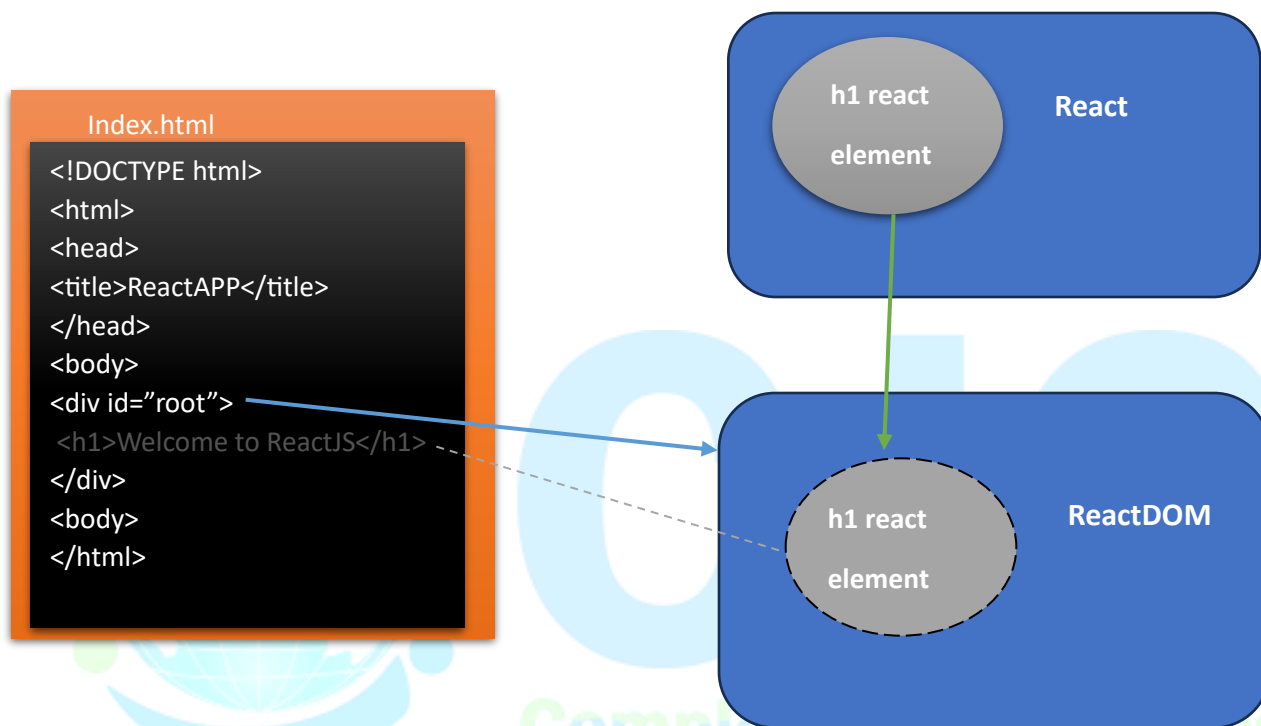 Index.html
<!DOCTYPE html>
<html>
<head>
<title>ReactAPP</title>
</head>
<body>
<div id=”root”>
<h1>Welcome to ReactJS</h1>
</div>
<body>
</html>
h1 react
element
React
h1 react
element
ReactDOM